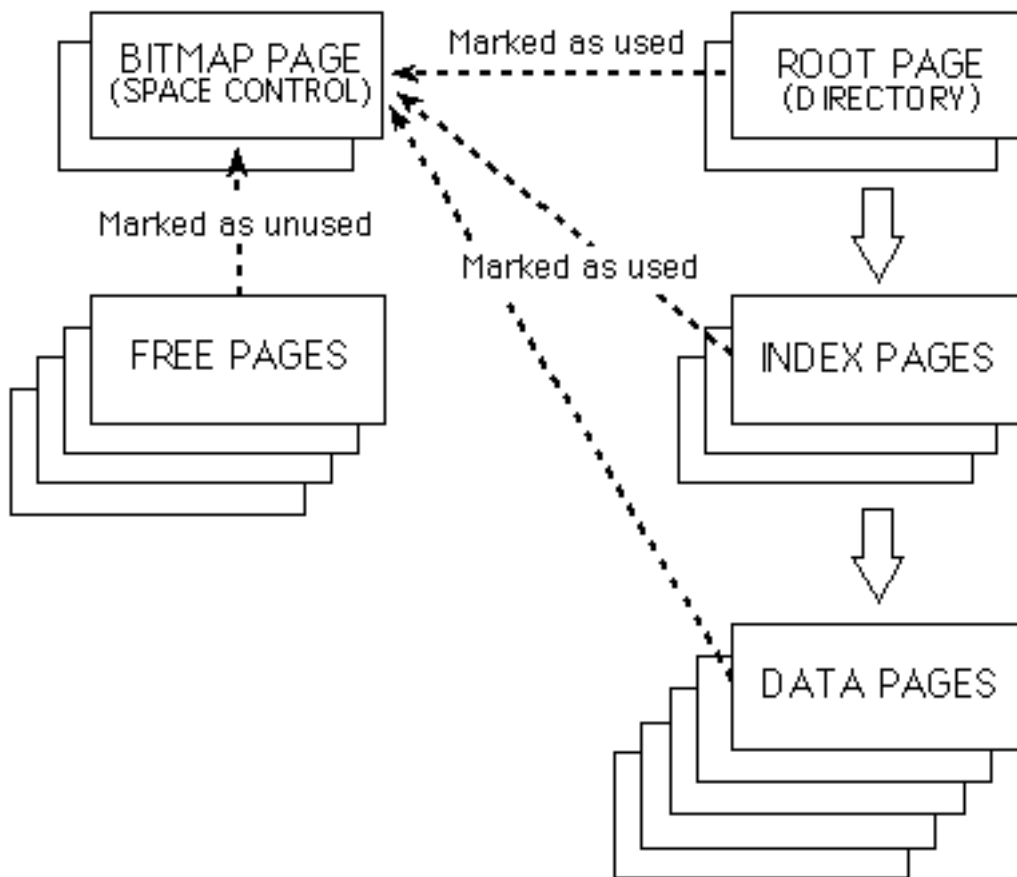 BITMAP PAGE
(SPACE CONTROL)
Marked as used
ROOT PAGE
(DIRECTORY)
Marked as unused
Marked as used
FREE PAGES
INDEX PAGES
DATA PAGES